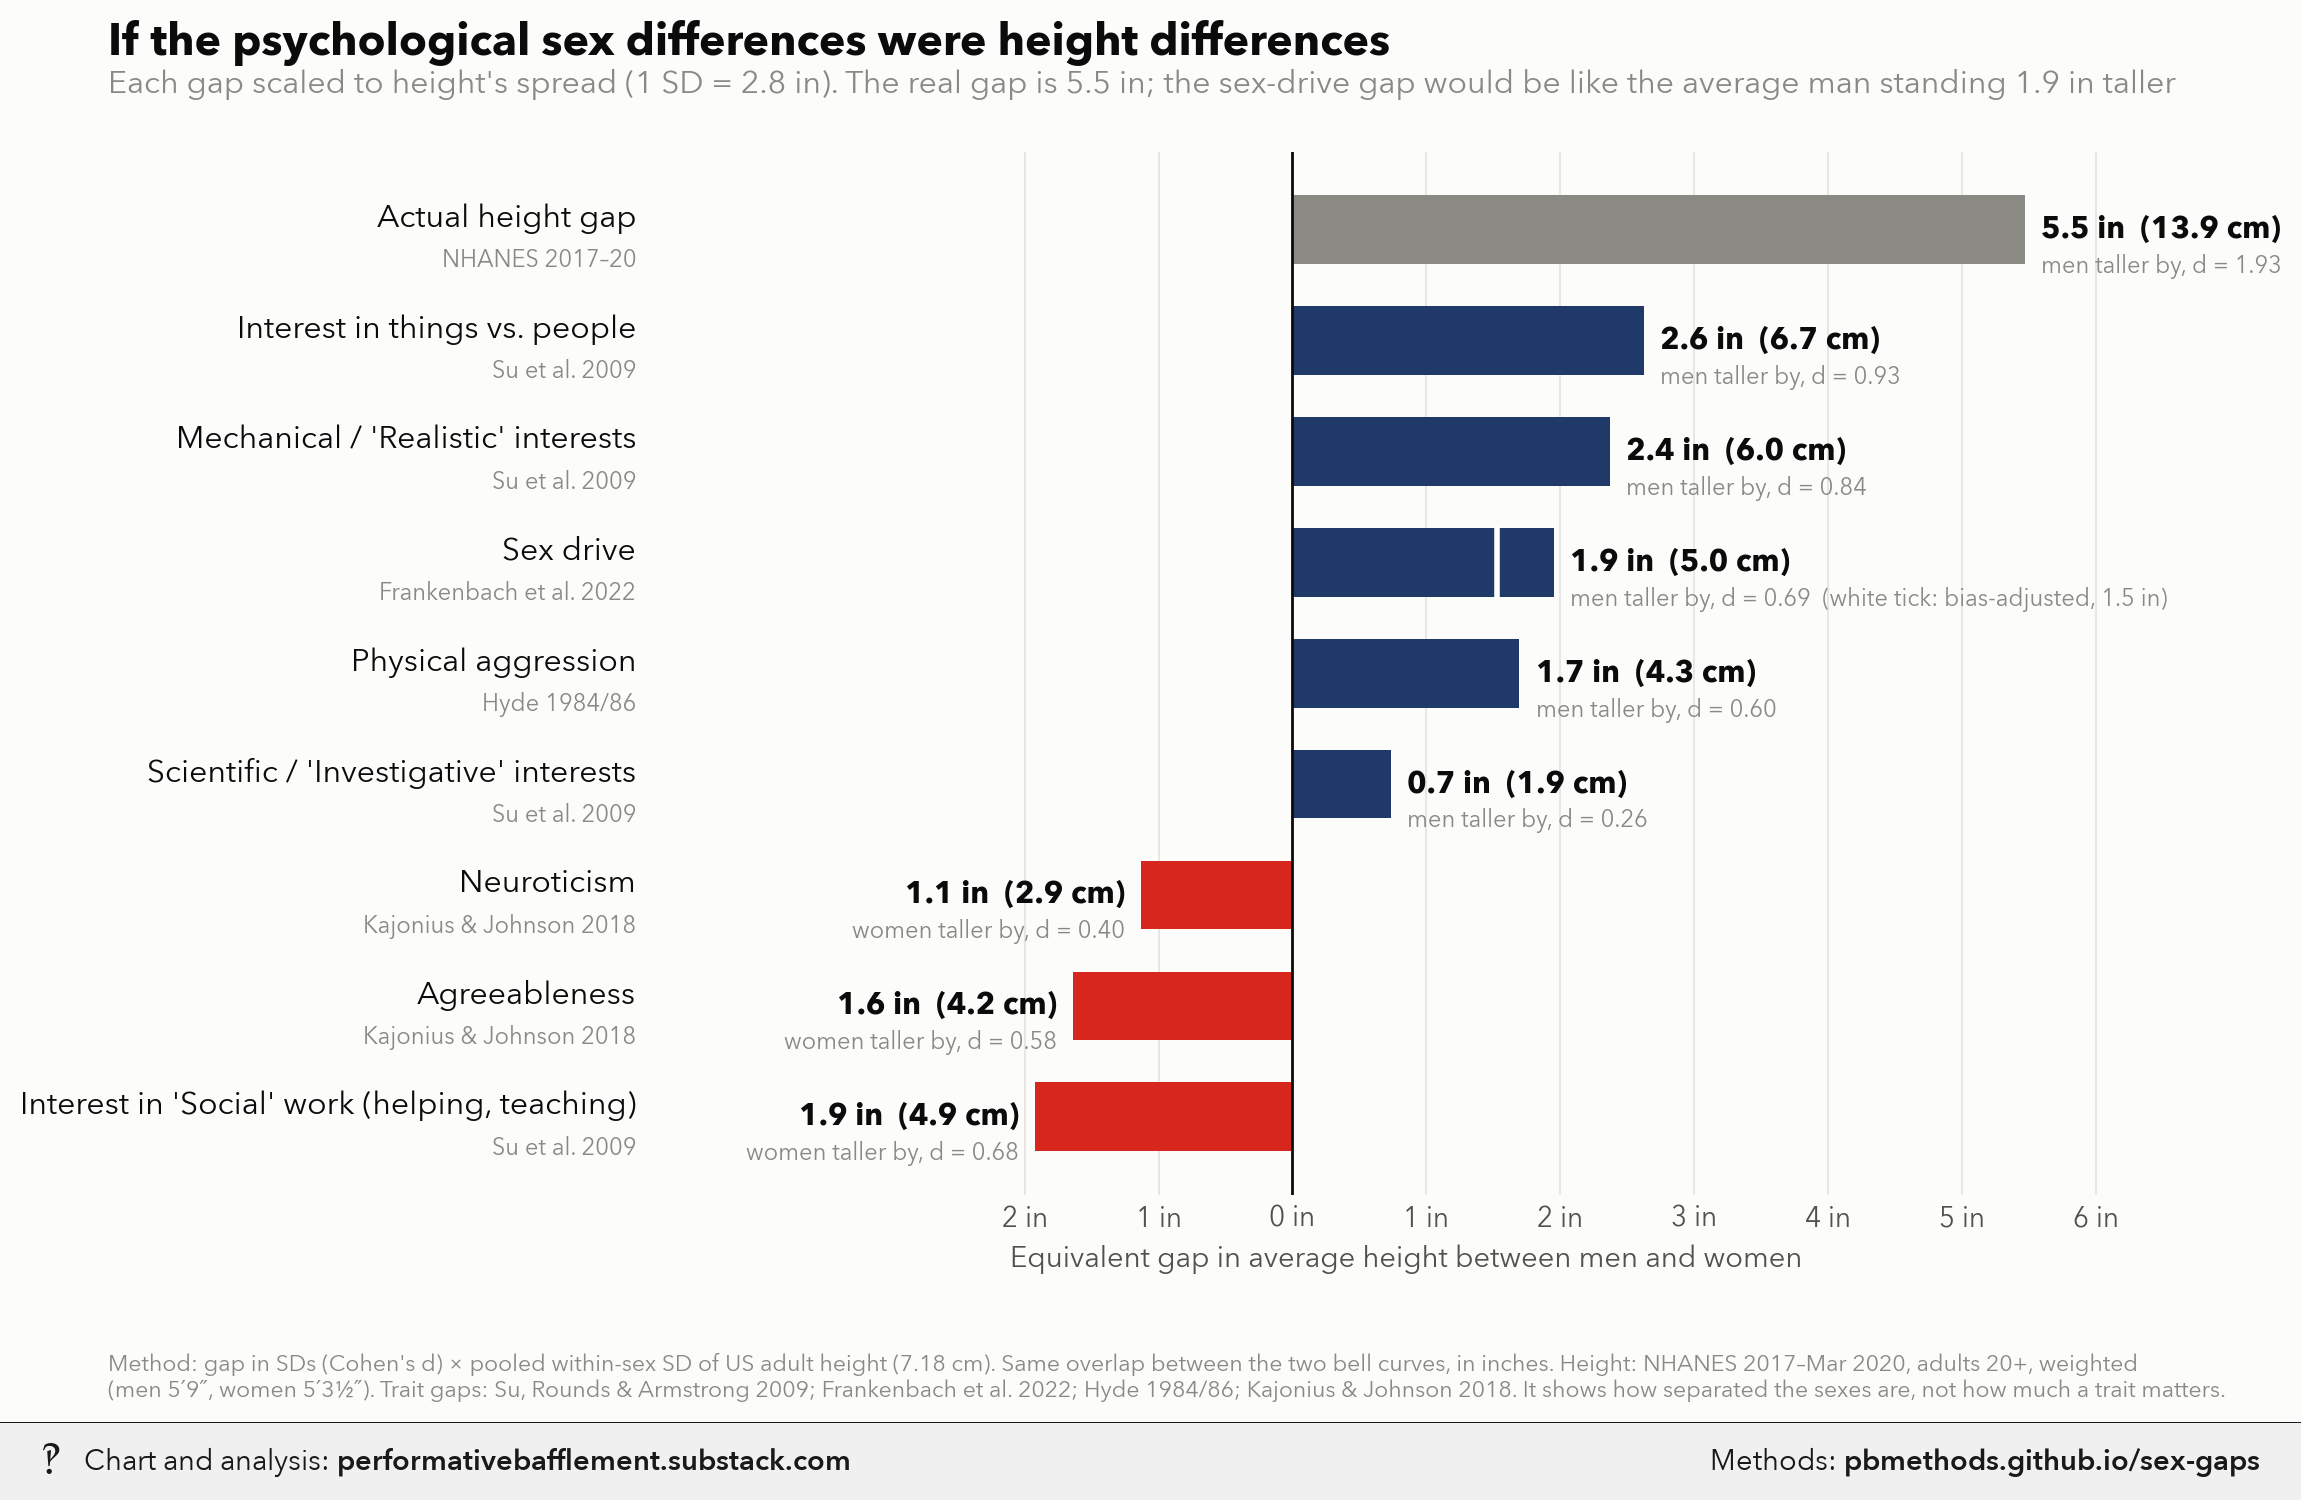 If the psychological sex differences were height differences
Each gap scaled to height's spread (1 SD = 2.8 in). The real gap is 5.5 in; the sex-drive gap would be like the average man standing 1.9 in taller
Actual height gap
NHANES 2017–20
5.5 in (13.9 cm)
men taller by, d = 1.93
Interest in things vs. people
Su et al. 2009
2.6 in (6.7 cm)
men taller by, d = 0.93
Mechanical / 'Realistic' interests
Su et al. 2009
2.4 in (6.0 cm)
men taller by, d = 0.84
Sex drive
Frankenbach et al. 2022
1.9 in (5.0 cm)
men taller by, d = 0.69 (white tick: bias-adjusted, 1.5 in)
Physical aggression
Hyde 1984/86
1.7 in (4.3 cm)
men taller by, d = 0.60
Scientific / 'Investigative' interests
Su et al. 2009
0.7 in (1.9 cm)
men taller by, d = 0.26
Neuroticism
Kajonius & Johnson 2018
1.1 in (2.9 cm)
women taller by, d = 0.40
Agreeableness
Kajonius & Johnson 2018
1.6 in (4.2 cm)
women taller by, d = 0.58
Interest in 'Social' work (helping, teaching)
Su et al. 2009
1.9 in (4.9 cm)
women taller by, d = 0.68
2 in 1 in 0 in 1 in 2 in 3 in 4 in 5 in 6 in
Equivalent gap in average height between men and women
Method: gap in SDs (Cohen's d) × pooled within-sex SD of US adult height (7.18 cm). Same overlap between the two bell curves, in inches. Height: NHANES 2017–Mar 2020, adults 20+, weighted
(men 5′9″, women 5′3½″). Trait gaps: Su, Rounds & Armstrong 2009; Frankenbach et al. 2022; Hyde 1984/86; Kajonius & Johnson 2018. It shows how separated the sexes are, not how much a trait matters.
‽ Chart and analysis: performativebafflement.substack.com
Methods: pbmethods.github.io/sex-gaps